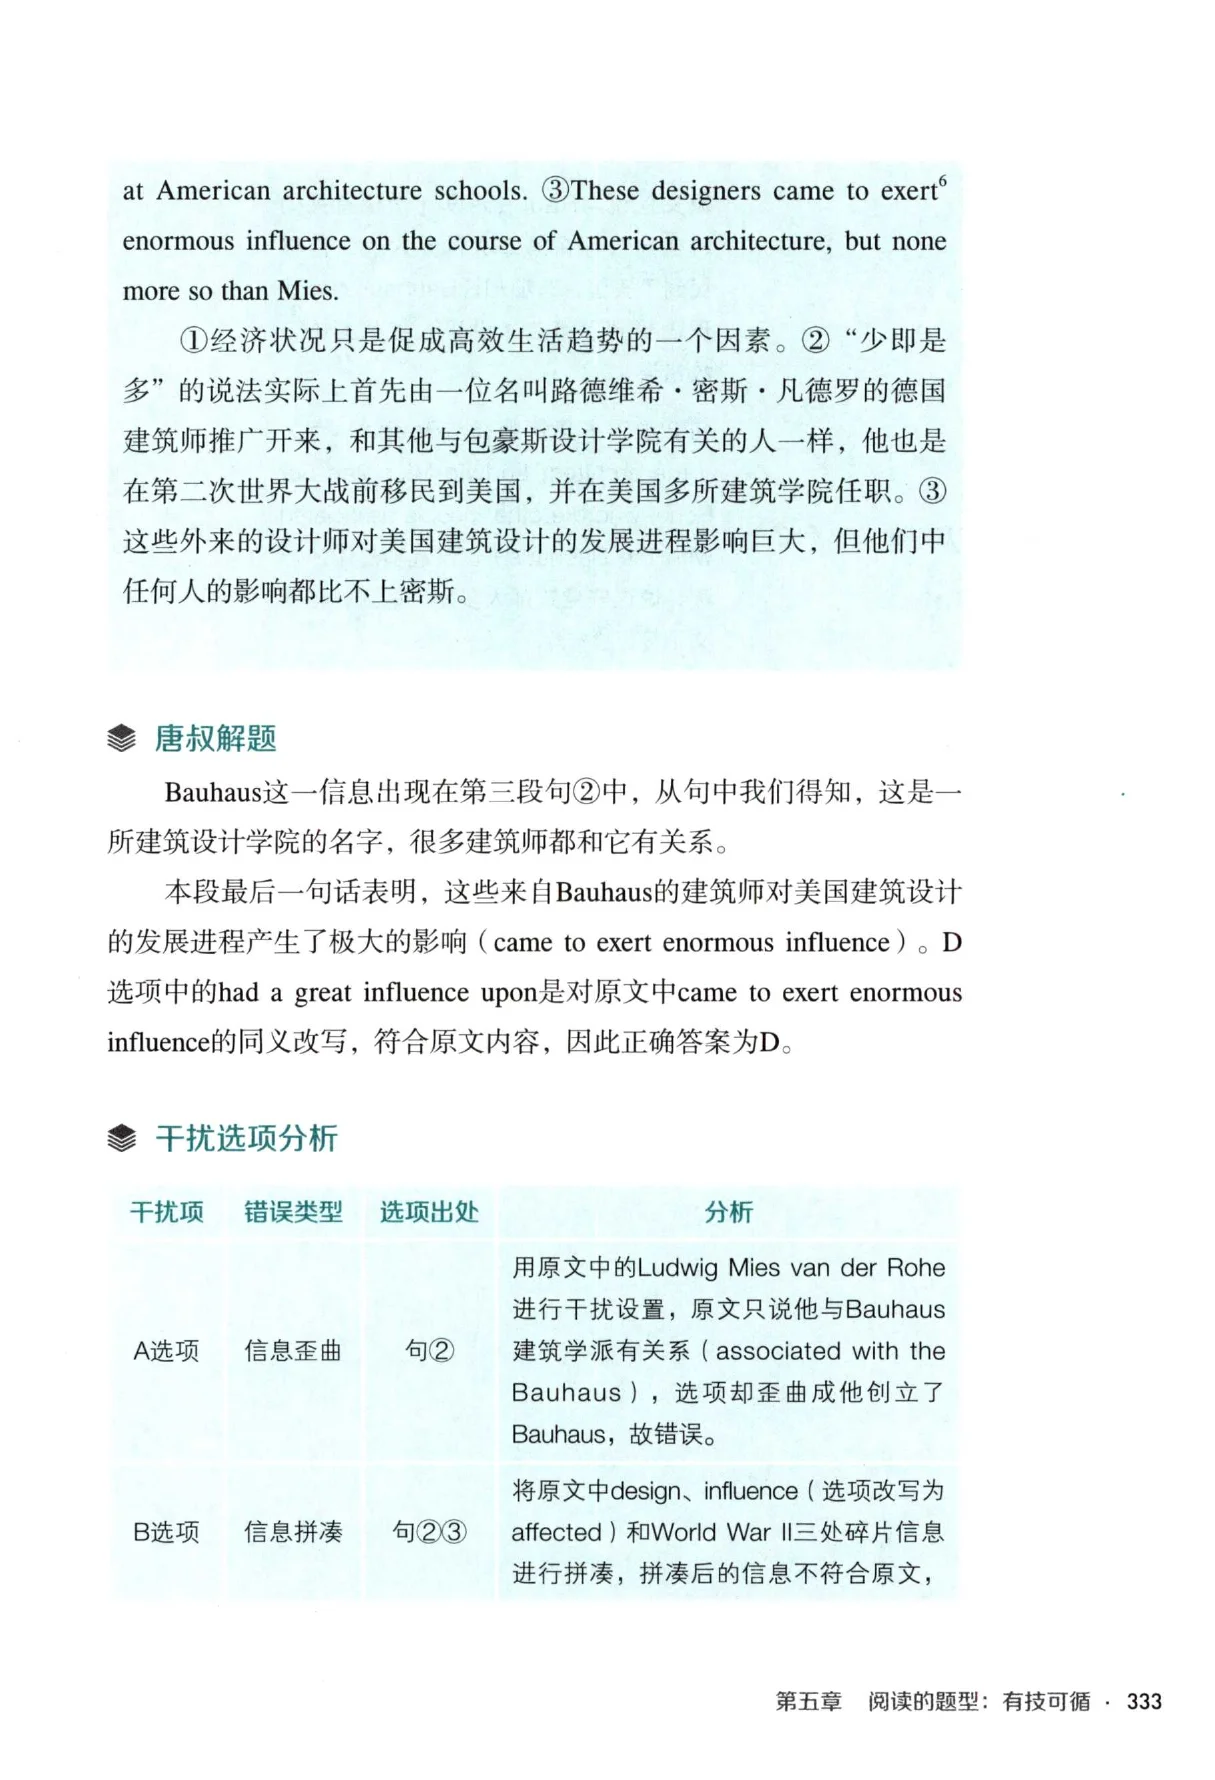 at American architecture schools. ③These designers came to exert⁶
enormous influence on the course of American architecture, but none
more so than Mies.
①经济状况只是促成高效生活趋势的一个因素。②“少即是
多”的说法实际上首先由一位名叫路德维希·密斯·凡德罗的德国
建筑师推广开来，和其他与包豪斯设计学院有关的人一样，他也是
在第二次世界大战前移民到美国，并在美国多所建筑学院任职。③
这些外来的设计师对美国建筑设计的发展进程影响巨大，但他们中
任何人的影响都比不上密斯。
唐叔解题
Bauhaus这一信息出现在第三段句②中，从句中我们得知，这是一
所建筑设计学院的名字，很多建筑师都和它有关系。
本段最后一句话表明，这些来自Bauhaus的建筑师对美国建筑设计
的发展进程产生了极大的影响（came to exert enormous influence）。D
选项中的had a great influence upon是对原文中came to exert enormous
influence的同义改写，符合原文内容，因此正确答案为D。
干扰选项分析
干扰项 错误类型 选项出处 分析
用原文中的Ludwig Mies van der Rohe
进行干扰设置，原文只说他与Bauhaus
A选项 信息歪曲 句② 建筑学派有关系（associated with the
Bauhaus），选项却歪曲成他创立了
Bauhaus，故错误。
将原文中design、influence（选项改写为
B选项 信息拼凑 句②③ affected）和World War II三处碎片信息
进行拼凑，拼凑后的信息不符合原文，
第五章 阅读的题型：有技可循 · 333